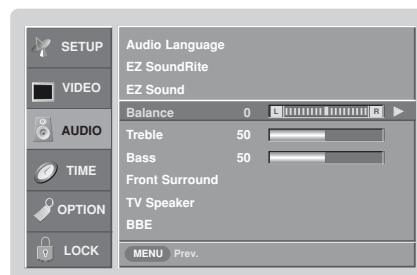 SETUP
VIDEO
AUDIO
TIME
OPTION
LOCK
Audio Language
EZ SoundRite
EZ Sound
Balance 0 L R
Treble 50
Bass 50
Front Surround
TV Speaker
BBE
MENU Prev.